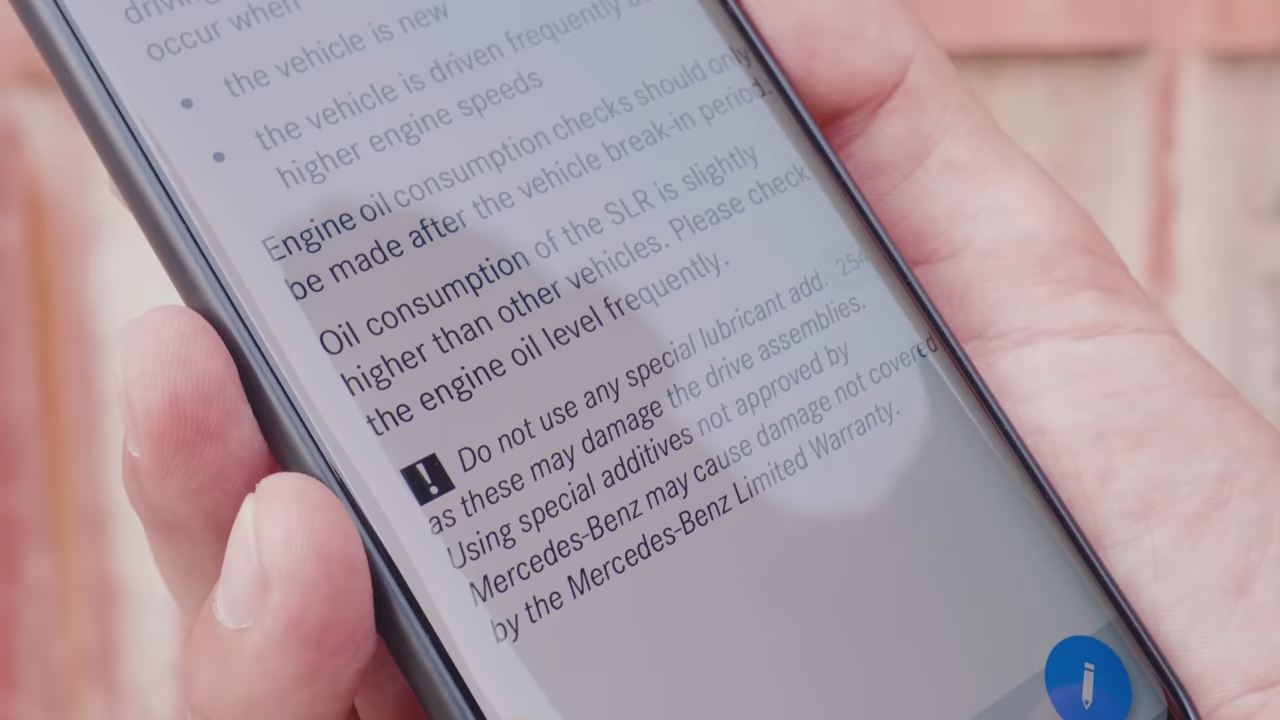 driving
occur when
• the vehicle is new
• the vehicle is driven frequently at
higher engine speeds
Engine oil consumption checks should only
be made after the vehicle break-in period.
Oil consumption of the SLR is slightly
higher than other vehicles. Please check
the engine oil level frequently.
! Do not use any special lubricant add. 254
as these may damage the drive assemblies.
Using special additives not approved by
Mercedes-Benz may cause damage not covered
by the Mercedes-Benz Limited Warranty.